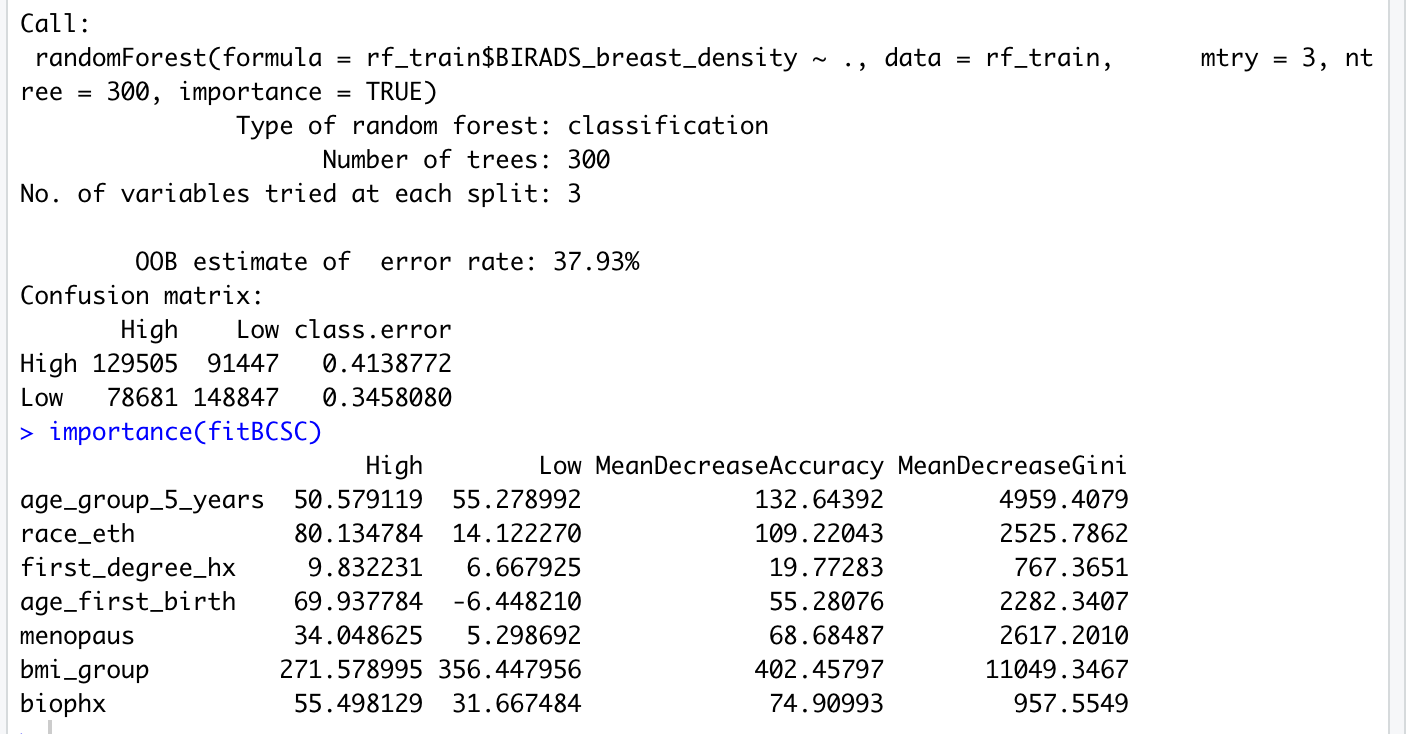 Call:
 randomForest(formula = rf_train$BIRADS_breast_density ~ ., data = rf_train,      mtry = 3, nt
ree = 300, importance = TRUE)
               Type of random forest: classification
                     Number of trees: 300
No. of variables tried at each split: 3

        OOB estimate of  error rate: 37.93%
Confusion matrix:
       High    Low class.error
High 129505  91447   0.4138772
Low   78681 148847   0.3458080
> importance(fitBCSC)
                        High        Low MeanDecreaseAccuracy MeanDecreaseGini
age_group_5_years  50.579119  55.278992            132.64392        4959.4079
race_eth           80.134784  14.122270            109.22043        2525.7862
first_degree_hx     9.832231   6.667925             19.77283         767.3651
age_first_birth    69.937784  -6.448210             55.28076        2282.3407
menopaus           34.048625   5.298692             68.68487        2617.2010
bmi_group         271.578995 356.447956            402.45797       11049.3467
biophx             55.498129  31.667484             74.90993         957.5549